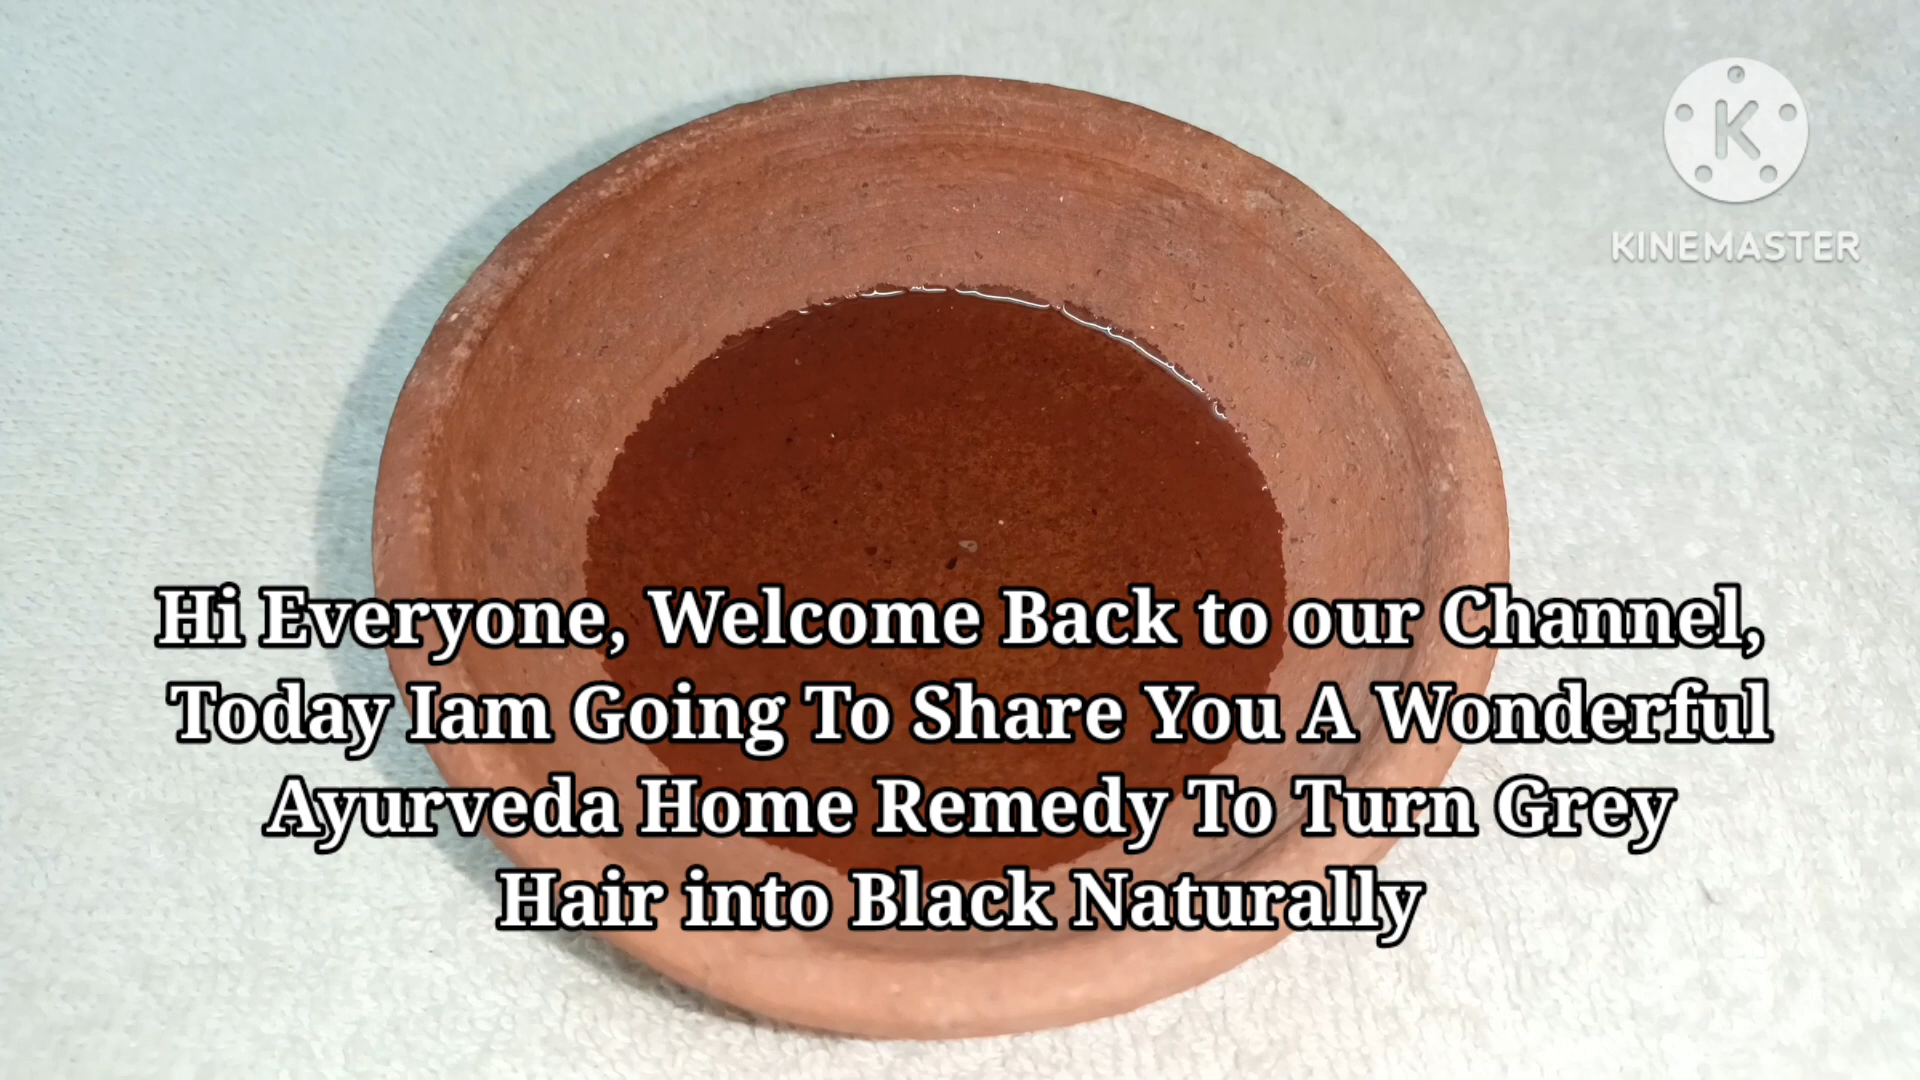 K
KINEMASTER
Hi Everyone, Welcome Back to our Channel,
Today Iam Going To Share You A Wonderful
Ayurveda Home Remedy To Turn Grey
Hair into Black Naturally